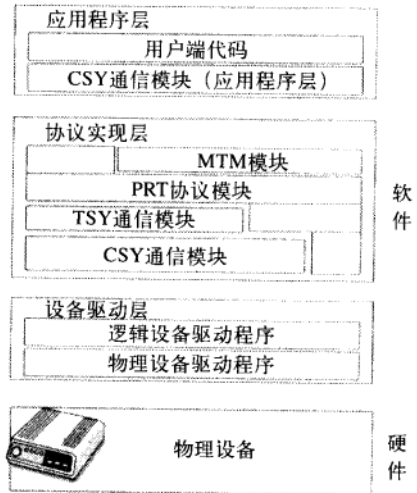 应用程序层
用户端代码
CSY通信模块（应用程序层）
协议实现层
MTM模块
PRT协议模块
TSY通信模块
CSY通信模块
软件
设备驱动层
逻辑设备驱动程序
物理设备驱动程序
物理设备
硬件